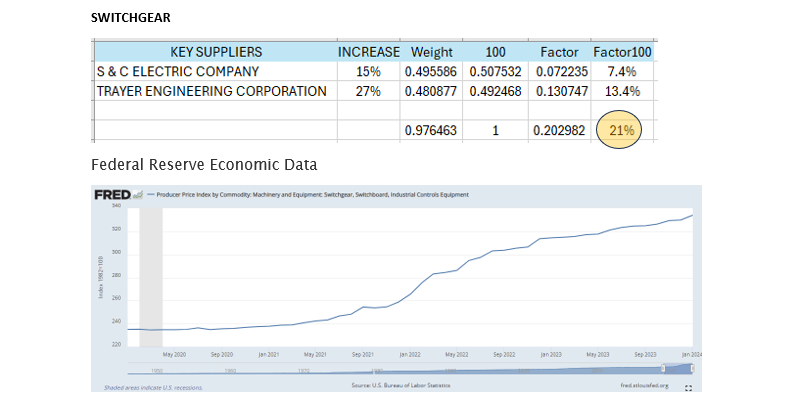 SWITCHGEAR
KEY SUPPLIERS INCREASE Weight 100 Factor Factor100
S & C ELECTRIC COMPANY 15% 0.495586 0.507532 0.072235 7.4%
TRAYER ENGINEERING CORPORATION 27% 0.480877 0.492468 0.130747 13.4%
0.976463 1 0.202982 21%
Federal Reserve Economic Data
FRED — Producer Price Index by Commodity: Machinery and Equipment: Switchgear, Switchboard, Industrial Controls Equipment
340
320
300
280
260
240
220
Index 1982=100
May 2020 Sep 2020 Jan 2021 May 2021 Sep 2021 Jan 2022 May 2022 Sep 2022 Jan 2023 May 2023 Sep 2023 Jan 2024
Shaded areas indicate U.S. recessions.
Source: U.S. Bureau of Labor Statistics
fred.stlouisfed.org